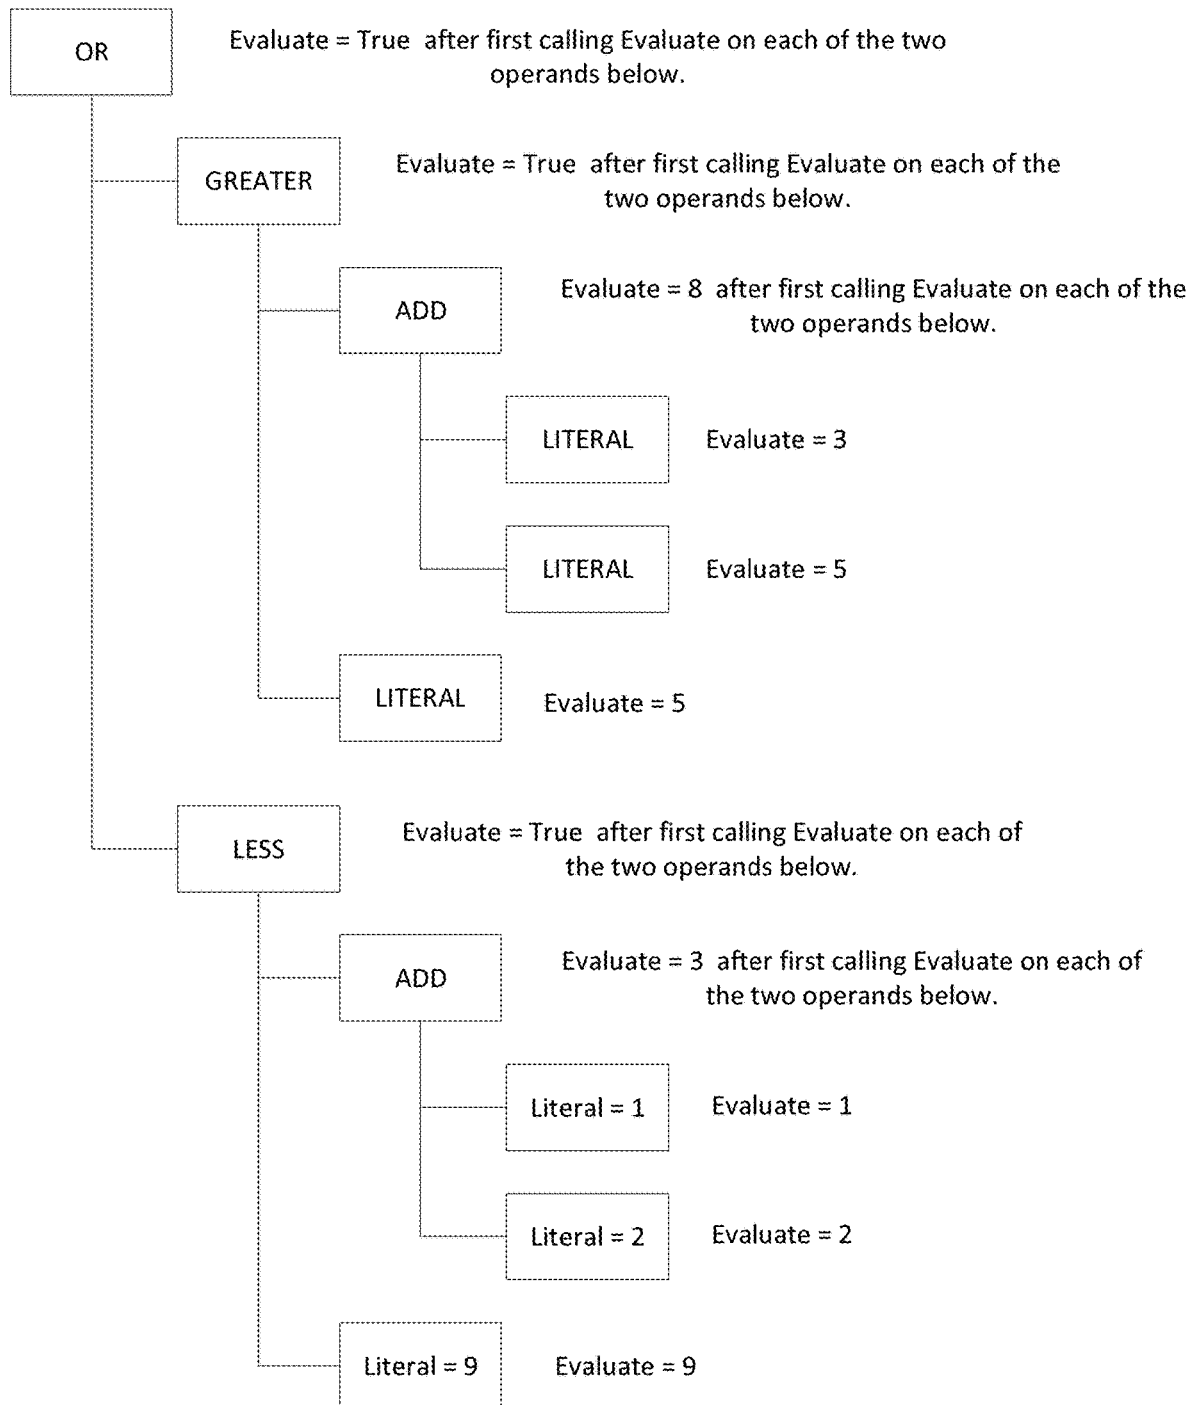 OR
Evaluate = True after first calling Evaluate on each of the two
operands below.
GREATER
Evaluate = True after first calling Evaluate on each of the
two operands below.
ADD
Evaluate = 8 after first calling Evaluate on each of the
two operands below.
LITERAL
Evaluate = 3
LITERAL
Evaluate = 5
LITERAL
Evaluate = 5
LESS
Evaluate = True after first calling Evaluate on each of
the two operands below.
ADD
Evaluate = 3 after first calling Evaluate on each of
the two operands below.
Literal = 1
Evaluate = 1
Literal = 2
Evaluate = 2
Literal = 9
Evaluate = 9